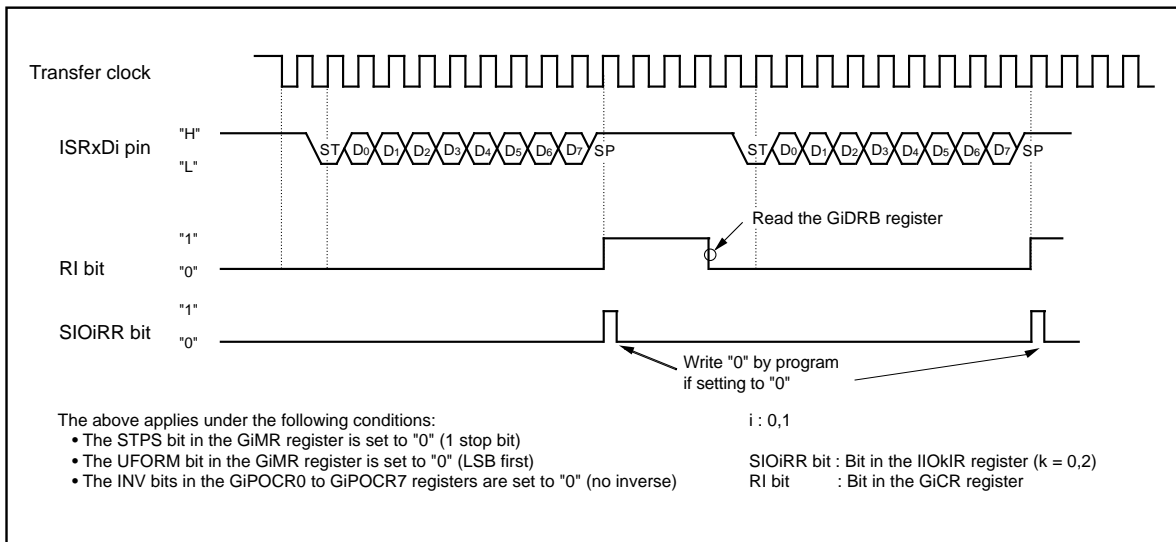 Transfer clock
ISRxDi pin "H" "L" ST D0 D1 D2 D3 D4 D5 D6 D7 SP ST D0 D1 D2 D3 D4 D5 D6 D7 SP
Read the GiDRB register
RI bit "1" "0"
SIOiRR bit "1" "0"
Write "0" by program
if setting to "0"
The above applies under the following conditions:
• The STPS bit in the GiMR register is set to "0" (1 stop bit)
• The UFORM bit in the GiMR register is set to "0" (LSB first)
• The INV bits in the GiPOCR0 to GiPOCR7 registers are set to "0" (no inverse)
i : 0,1
SIOiRR bit : Bit in the IIOkIR register (k = 0,2)
RI bit : Bit in the GiCR register